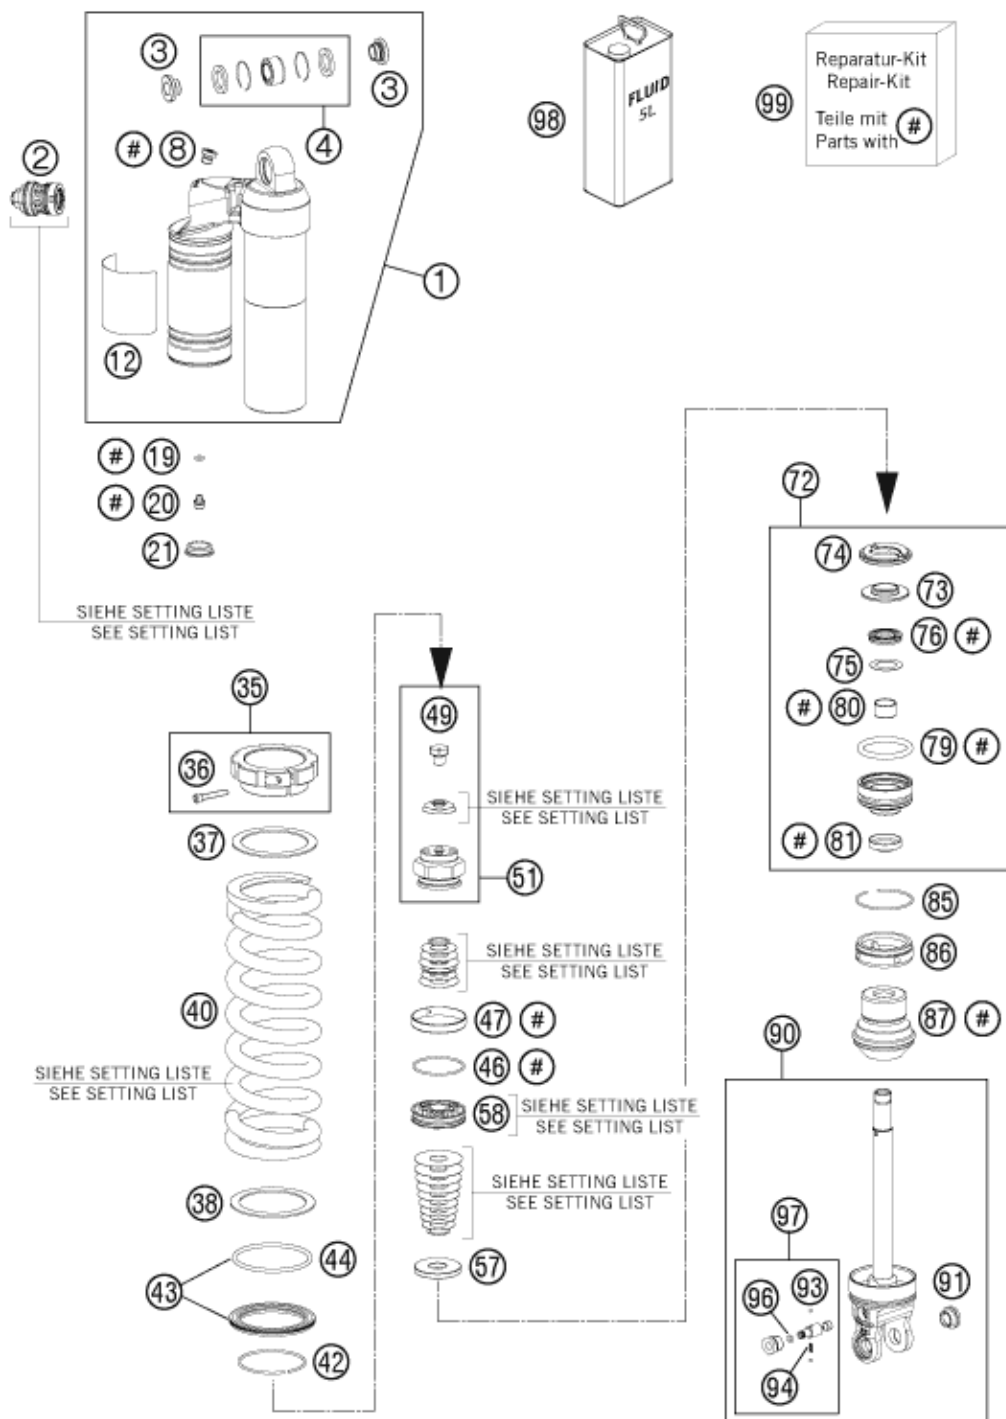 3
3
4
# 8
2
98
FLUID
5L
99
Reparatur-Kit
Repair-Kit
Teile mit
Parts with #
1
12
# 19
# 20
21
SIEHE SETTING LISTE
SEE SETTING LIST
35
36
37
40
SIEHE SETTING LISTE
SEE SETTING LIST
38
44
43
42
49
SIEHE SETTING LISTE
SEE SETTING LIST
51
SIEHE SETTING LISTE
SEE SETTING LIST
47 #
46 #
58
SIEHE SETTING LISTE
SEE SETTING LIST
SIEHE SETTING LISTE
SEE SETTING LIST
57
72
74
73
76 #
75
# 80
79 #
# 81
85
86
87 #
90
97
93
96
94
91